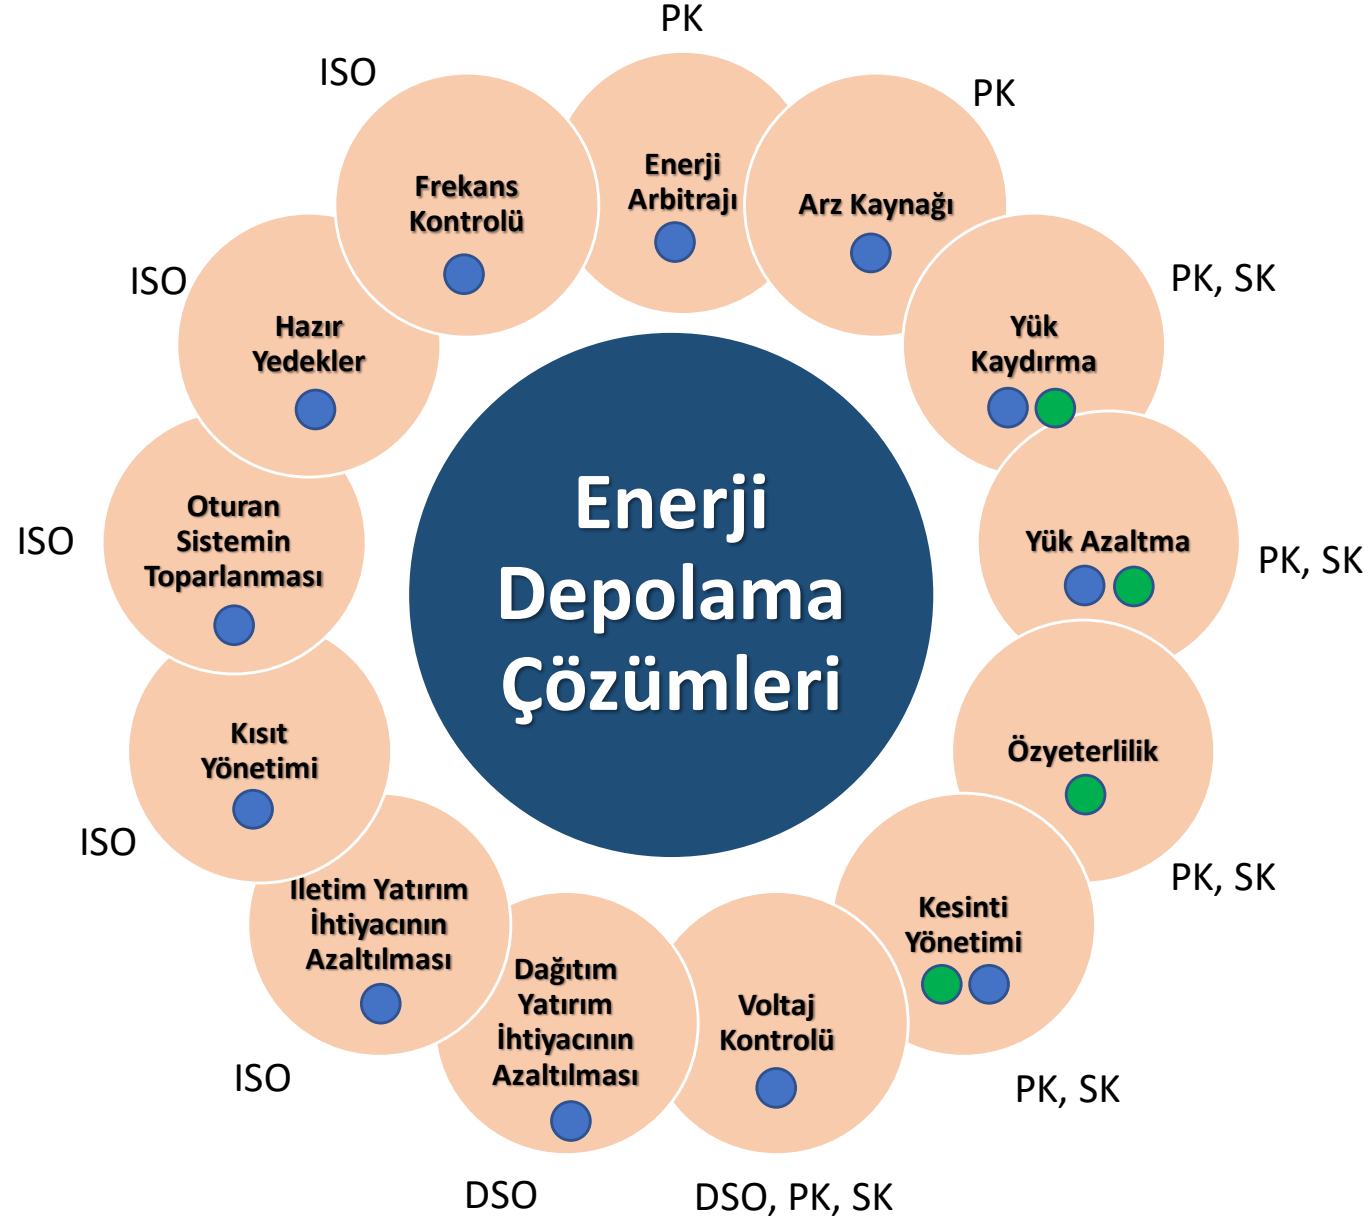 PK
ISO
PK
Enerji
Arbitrajı
Frekans
Kontrolü
Arz Kaynağı
ISO
PK, SK
Hazır
Yedekler
Yük
Kaydırma
Enerji
Depolama
Çözümleri
ISO
Oturan
Sistemin
Toparlanması
Yük Azaltma
PK, SK
Kısıt
Yönetimi
Özyeterlilik
ISO
PK, SK
İletim Yatırım
İhtiyacının
Azaltılması
Kesinti
Yönetimi
Dağıtım
Yatırım
İhtiyacının
Azaltılması
Voltaj
Kontrolü
ISO
PK, SK
DSO
DSO, PK, SK